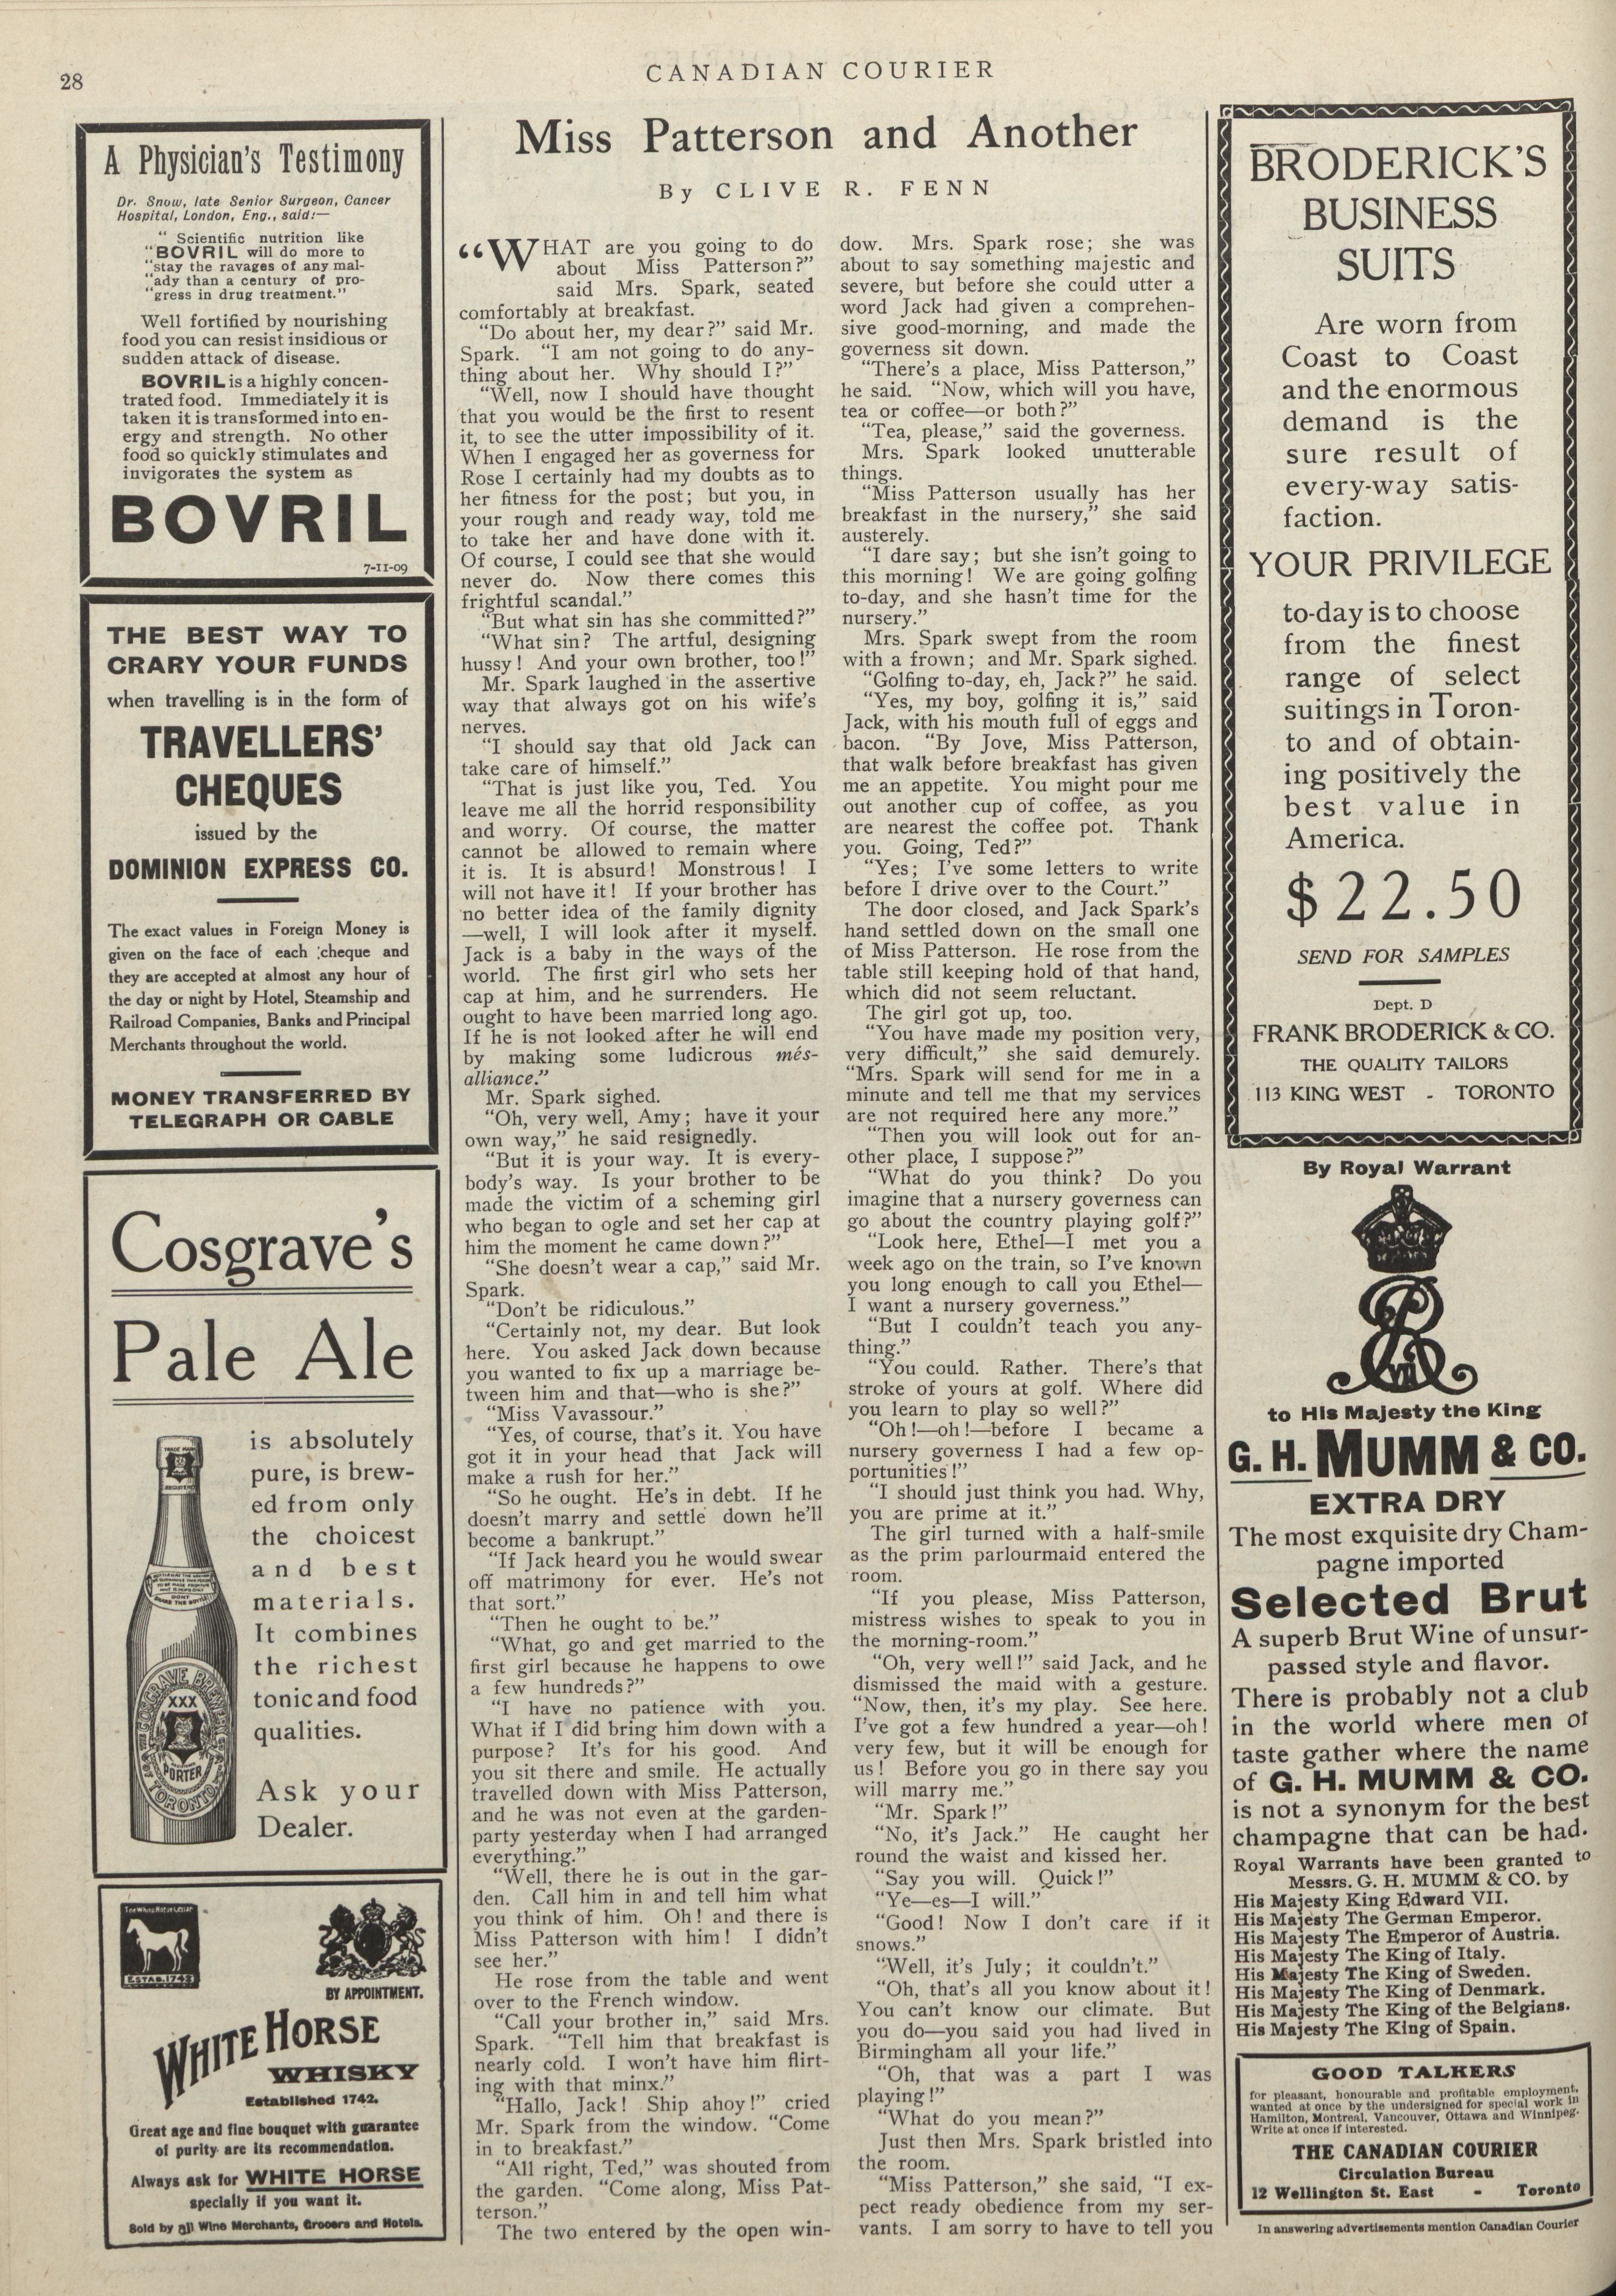 28
CANADIAN COURIER
A Physician's Testimony
Dr. Snow, late Senior Surgeon, Cancer
Hospital, London, Eng., said:—
" Scientific nutrition like
"BOVRIL will do more to
"stay the ravages of any mal-
"ady than a century of pro-
"gress in drug treatment."
Well fortified by nourishing
food you can resist insidious or
sudden attack of disease.
BOVRIL is a highly concen-
trated food. Immediately it is
taken it is transformed into en-
ergy and strength. No other
food so quickly stimulates and
invigorates the system as
BOVRIL
7-11-09
THE BEST WAY TO
CRARY YOUR FUNDS
when travelling is in the form of
TRAVELLERS'
CHEQUES
issued by the
DOMINION EXPRESS CO.
The exact values in Foreign Money is
given on the face of each cheque and
they are accepted at almost any hour of
the day or night by Hotel, Steamship and
Railroad Companies, Banks and Principal
Merchants throughout the world.
MONEY TRANSFERRED BY
TELEGRAPH OR CABLE
Cosgrave's
Pale Ale
is absolutely
pure, is brew-
ed from only
the choicest
and best
materials.
It combines
the richest
tonic and food
qualities.
Ask your
Dealer.
TRADE MARK
REGISTERED
THE COSGRAVE BREWERY CO.
XXX
PORTER
OF TORONTO
The White Horse Cellar
ESTAB. 1742
BY APPOINTMENT.
WHITE HORSE
WHISKY
Established 1742.
Great age and fine bouquet with guarantee
of purity are its recommendation.
Always ask for WHITE HORSE
specially if you want it.
Sold by all Wine Merchants, Grocers and Hotels.
Miss Patterson and Another
By CLIVE R. FENN
"WHAT are you going to do
about Miss Patterson?"
said Mrs. Spark, seated
comfortably at breakfast.
"Do about her, my dear?" said Mr.
Spark. "I am not going to do any-
thing about her. Why should I?"
"Well, now I should have thought
that you would be the first to resent
it, to see the utter impossibility of it.
When I engaged her as governess for
Rose I certainly had my doubts as to
her fitness for the post; but you, in
your rough and ready way, told me
to take her and have done with it.
Of course, I could see that she would
never do. Now there comes this
frightful scandal."
"But what sin has she committed?"
"What sin? The artful, designing
hussy! And your own brother, too!"
Mr. Spark laughed in the assertive
way that always got on his wife's
nerves.
"I should say that old Jack can
take care of himself."
"That is just like you, Ted. You
leave me all the horrid responsibility
and worry. Of course, the matter
cannot be allowed to remain where
it is. It is absurd! Monstrous! I
will not have it! If your brother has
no better idea of the family dignity
—well, I will look after it myself.
Jack is a baby in the ways of the
world. The first girl who sets her
cap at him, and he surrenders. He
ought to have been married long ago.
If he is not looked after he will end
by making some ludicrous més-
alliance."
Mr. Spark sighed.
"Oh, very well, Amy; have it your
own way," he said resignedly.
"But it is your way. It is every-
body's way. Is your brother to be
made the victim of a scheming girl
who began to ogle and set her cap at
him the moment he came down?"
"She doesn't wear a cap," said Mr.
Spark.
"Don't be ridiculous."
"Certainly not, my dear. But look
here. You asked Jack down because
you wanted to fix up a marriage be-
tween him and that—who is she?"
"Miss Vavassour."
"Yes, of course, that's it. You have
got it in your head that Jack will
make a rush for her."
"So he ought. He's in debt. If he
doesn't marry and settle down he'll
become a bankrupt."
"If Jack heard you he would swear
off matrimony for ever. He's not
that sort."
"Then he ought to be."
"What, go and get married to the
first girl because he happens to owe
a few hundreds?"
"I have no patience with you.
What if I did bring him down with a
purpose? It's for his good. And
you sit there and smile. He actually
travelled down with Miss Patterson,
and he was not even at the garden-
party yesterday when I had arranged
everything."
"Well, there he is out in the gar-
den. Call him in and tell him what
you think of him. Oh! and there is
Miss Patterson with him! I didn't
see her."
He rose from the table and went
over to the French window.
"Call your brother in," said Mrs.
Spark. "Tell him that breakfast is
nearly cold. I won't have him flirt-
ing with that minx."
"Hallo, Jack! Ship ahoy!" cried
Mr. Spark from the window. "Come
in to breakfast."
"All right, Ted," was shouted from
the garden. "Come along, Miss Pat-
terson."
The two entered by the open win-
dow. Mrs. Spark rose; she was
about to say something majestic and
severe, but before she could utter a
word Jack had given a comprehen-
sive good-morning, and made the
governess sit down.
"There's a place, Miss Patterson,"
he said. "Now, which will you have,
tea or coffee—or both?"
"Tea, please," said the governess.
Mrs. Spark looked unutterable
things.
"Miss Patterson usually has her
breakfast in the nursery," she said
austerely.
"I dare say; but she isn't going to
this morning! We are going golfing
to-day, and she hasn't time for the
nursery."
Mrs. Spark swept from the room
with a frown; and Mr. Spark sighed.
"Golfing to-day, eh, Jack?" he said.
"Yes, my boy, golfing it is," said
Jack, with his mouth full of eggs and
bacon. "By Jove, Miss Patterson,
that walk before breakfast has given
me an appetite. You might pour me
out another cup of coffee, as you
are nearest the coffee pot. Thank
you. Going, Ted?"
"Yes; I've some letters to write
before I drive over to the Court."
The door closed, and Jack Spark's
hand settled down on the small one
of Miss Patterson. He rose from the
table still keeping hold of that hand,
which did not seem reluctant.
The girl got up, too.
"You have made my position very,
very difficult," she said demurely.
"Mrs. Spark will send for me in a
minute and tell me that my services
are not required here any more."
"Then you will look out for an-
other place, I suppose?"
"What do you think? Do you
imagine that a nursery governess can
go about the country playing golf?"
"Look here, Ethel—I met you a
week ago on the train, so I've known
you long enough to call you Ethel—
I want a nursery governess."
"But I couldn't teach you any-
thing."
"You could. Rather. There's that
stroke of yours at golf. Where did
you learn to play so well?"
"Oh!—oh!—before I became a
nursery governess I had a few op-
portunities!"
"I should just think you had. Why,
you are prime at it."
The girl turned with a half-smile
as the prim parlourmaid entered the
room.
"If you please, Miss Patterson,
mistress wishes to speak to you in
the morning-room."
"Oh, very well!" said Jack, and he
dismissed the maid with a gesture.
"Now, then, it's my play. See here.
I've got a few hundred a year—oh!
very few, but it will be enough for
us! Before you go in there say you
will marry me."
"Mr. Spark!"
"No, it's Jack." He caught her
round the waist and kissed her.
"Say you will. Quick!"
"Ye—es—I will."
"Good! Now I don't care if it
snows."
"Well, it's July; it couldn't."
"Oh, that's all you know about it!
You can't know our climate. But
you do—you said you had lived in
Birmingham all your life."
"Oh, that was a part I was
playing!"
"What do you mean?"
Just then Mrs. Spark bristled into
the room.
"Miss Patterson," she said, "I ex-
pect ready obedience from my ser-
vants. I am sorry to have to tell you
BRODERICK'S
BUSINESS
SUITS
Are worn from
Coast to Coast
and the enormous
demand is the
sure result of
every-way satis-
faction.
YOUR PRIVILEGE
to-day is to choose
from the finest
range of select
suitings in Toron-
to and of obtain-
ing positively the
best value in
America.
$22.50
SEND FOR SAMPLES
Dept. D
FRANK BRODERICK & CO.
THE QUALITY TAILORS
113 KING WEST - TORONTO
By Royal Warrant
VII
to His Majesty the King
G. H. MUMM & CO.
EXTRA DRY
The most exquisite dry Cham-
pagne imported
Selected Brut
A superb Brut Wine of unsur-
passed style and flavor.
There is probably not a club
in the world where men of
taste gather where the name
of G. H. MUMM & CO.
is not a synonym for the best
champagne that can be had.
Royal Warrants have been granted to
Messrs. G. H. MUMM & CO. by
His Majesty King Edward VII.
His Majesty The German Emperor.
His Majesty The Emperor of Austria.
His Majesty The King of Italy.
His Majesty The King of Sweden.
His Majesty The King of Denmark.
His Majesty The King of the Belgians.
His Majesty The King of Spain.
GOOD TALKERS
for pleasant, honourable and profitable employment,
wanted at once by the undersigned for special work in
Hamilton, Montreal, Vancouver, Ottawa and Winnipeg.
Write at once if interested.
THE CANADIAN COURIER
Circulation Bureau
12 Wellington St. East - Toronto
In answering advertisements mention Canadian Courier